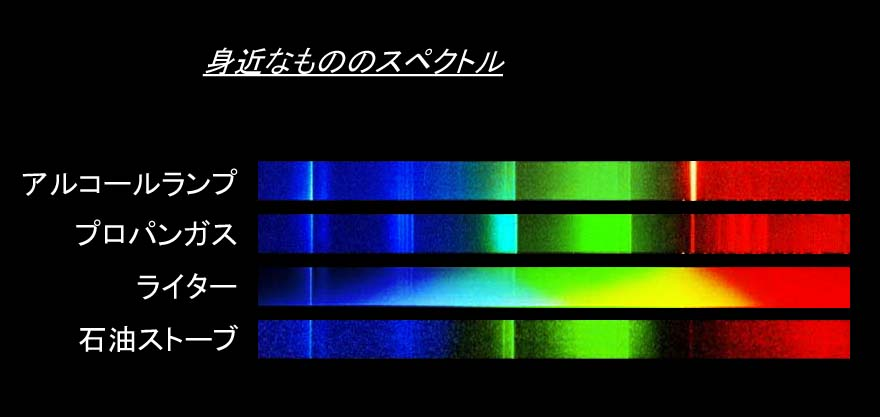 身近なもののスペクトル
アルコールランプ
プロパンガス
ライター
石油ストーブ